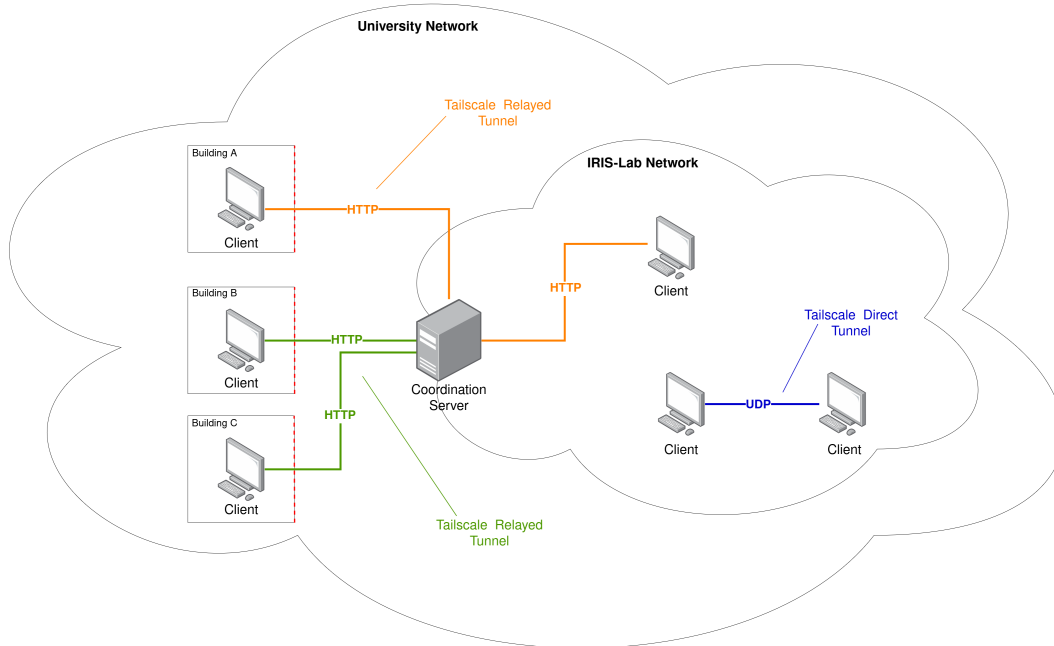 University Network
Tailscale Relayed
Tunnel
Building A
Client
HTTP
IRIS-Lab Network
Client
HTTP
Building B
Client
HTTP
Coordination
Server
Tailscale Direct
Tunnel
Client
UDP
Client
HTTP
Building C
Client
Tailscale Relayed
Tunnel